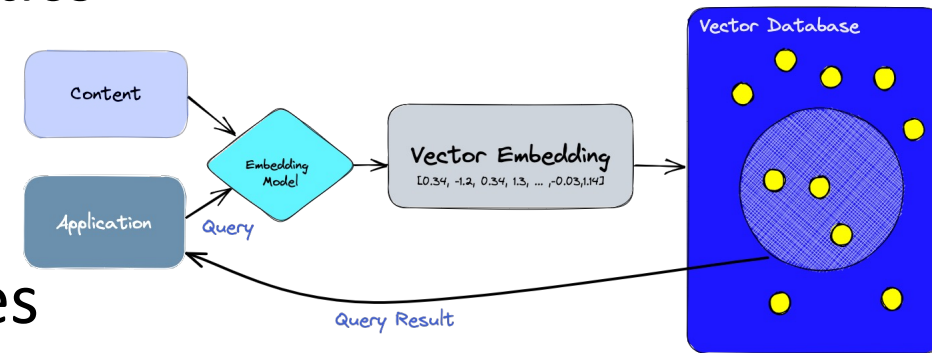 Vector Database
Content
Embedding
Model
Vector Embedding
[0.34, -1.2, 0.34, 1.3, ... ,-0.03,1.14]
Application
Query
es
Query Result